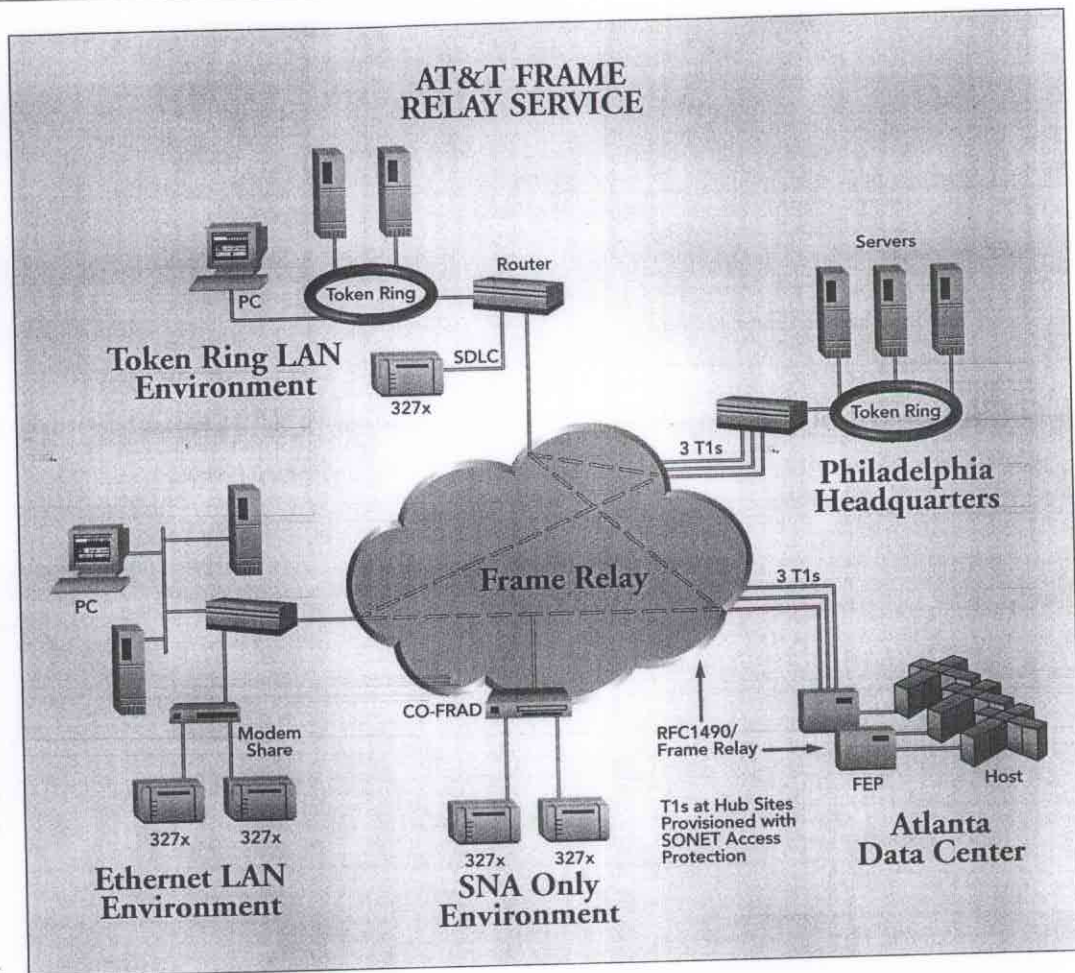 AT&T FRAME
RELAY SERVICE
PC
Token Ring
Router
Servers
Token Ring LAN
Environment
SDLC
327x
3 T1s
Token Ring
Philadelphia
Headquarters
PC
Frame Relay
3 T1s
Modem
Share
CO-FRAD
RFC1490/
Frame Relay
FEP
Host
327x
327x
327x
327x
T1s at Hub Sites
Provisioned with
SONET Access
Protection
Atlanta
Data Center
Ethernet LAN
Environment
SNA Only
Environment